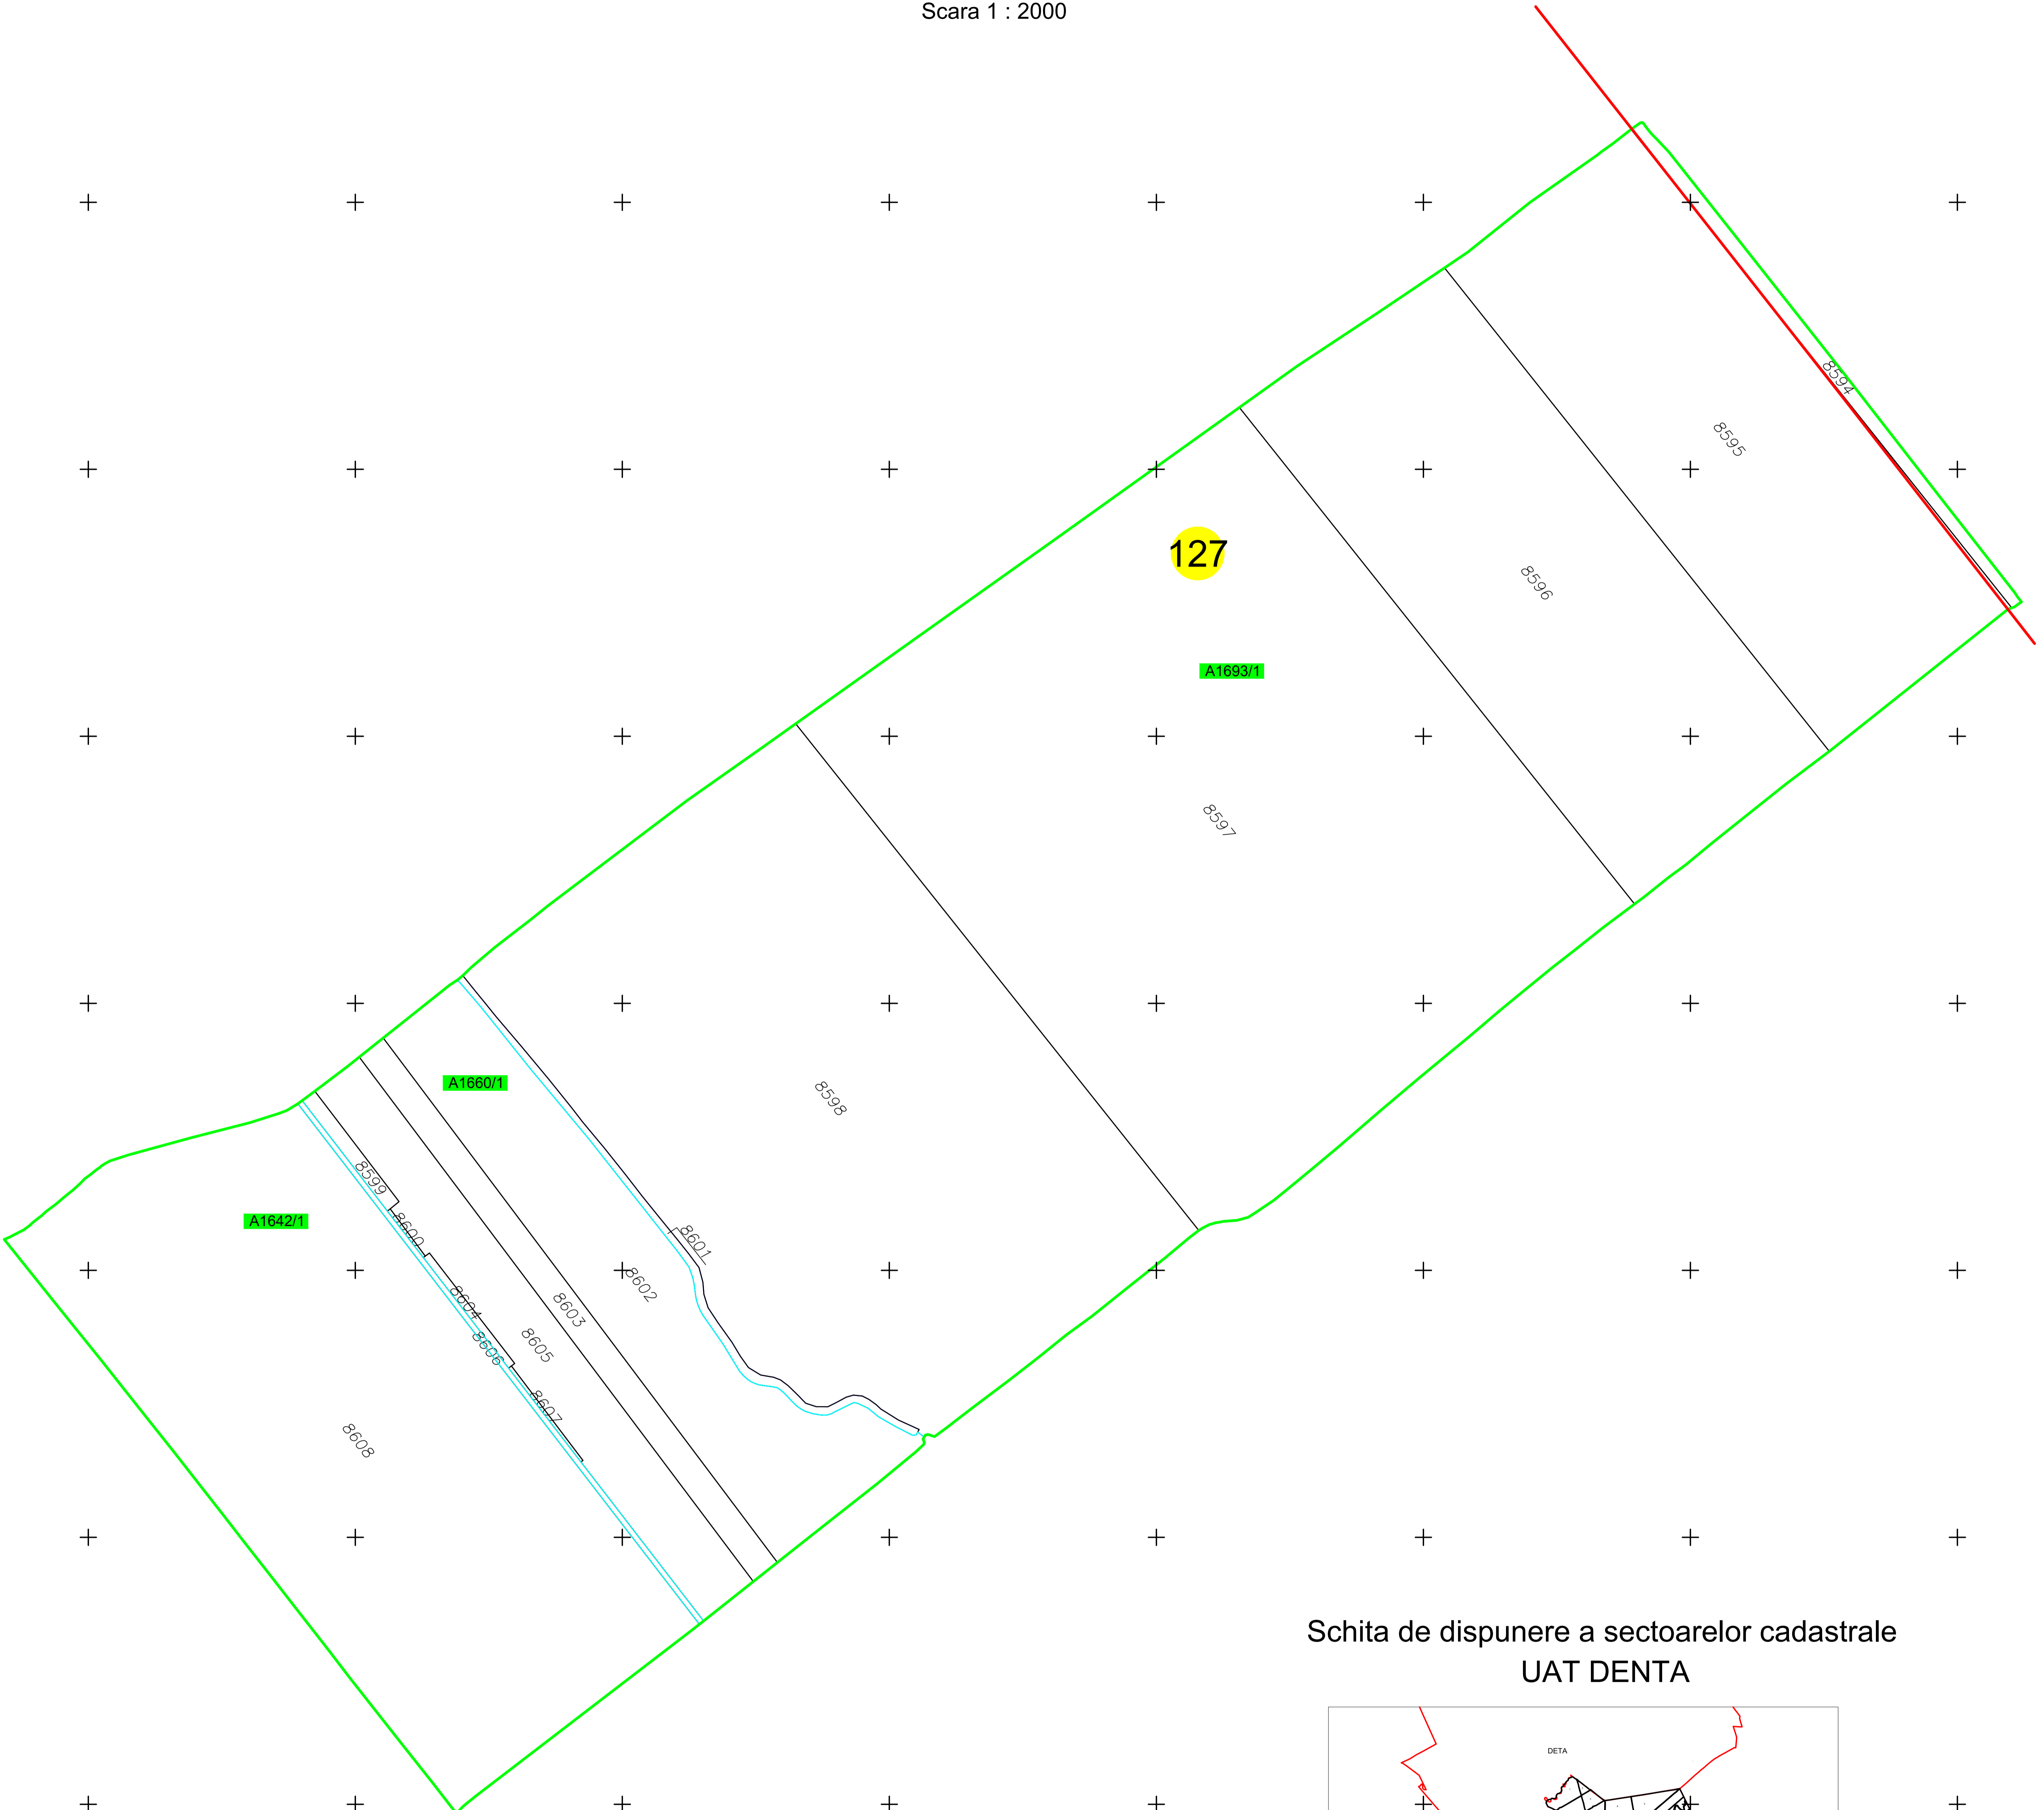 Scara 1 : 2000
8594
8595
127
8596
A1693/1
8597
A1660/1
8598
8599
A1642/1
8600
8601
8602
8603
8604
8605
8606
8607
8608
Schita de dispunere a sectoarelor cadastrale
UAT DENTA
DETA